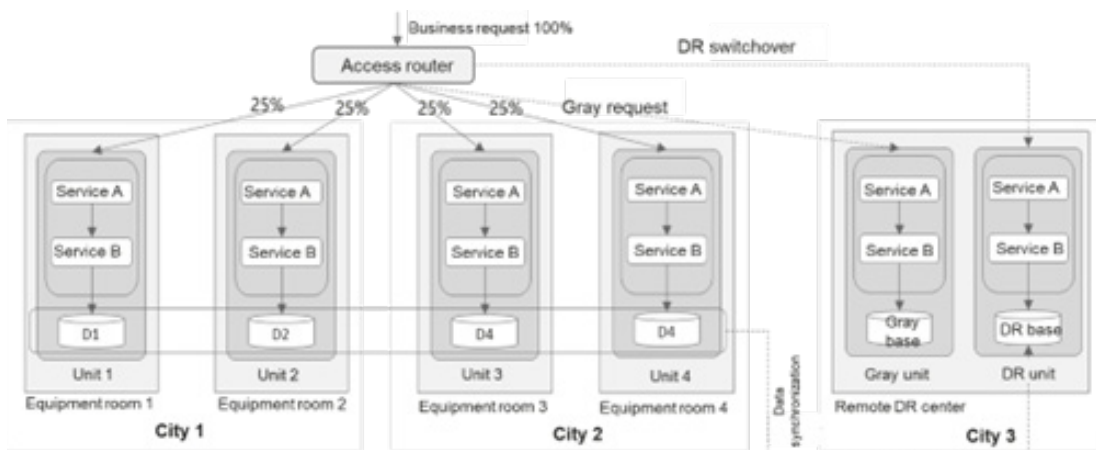 Business request 100%
DR switchover
Access router
Gray request
25%
25%
25%
25%
Service A
Service A
Service A
Service A
Service A
Service A
Service B
Service B
Service B
Service B
Service B
Service B
D1
D2
D4
D4
Gray
base
DR base
Unit 1
Unit 2
Unit 3
Unit 4
Gray unit
DR unit
Equipment room 1
Equipment room 2
Equipment room 3
Equipment room 4
Remote DR center
Data
synchronization
City 1
City 2
City 3